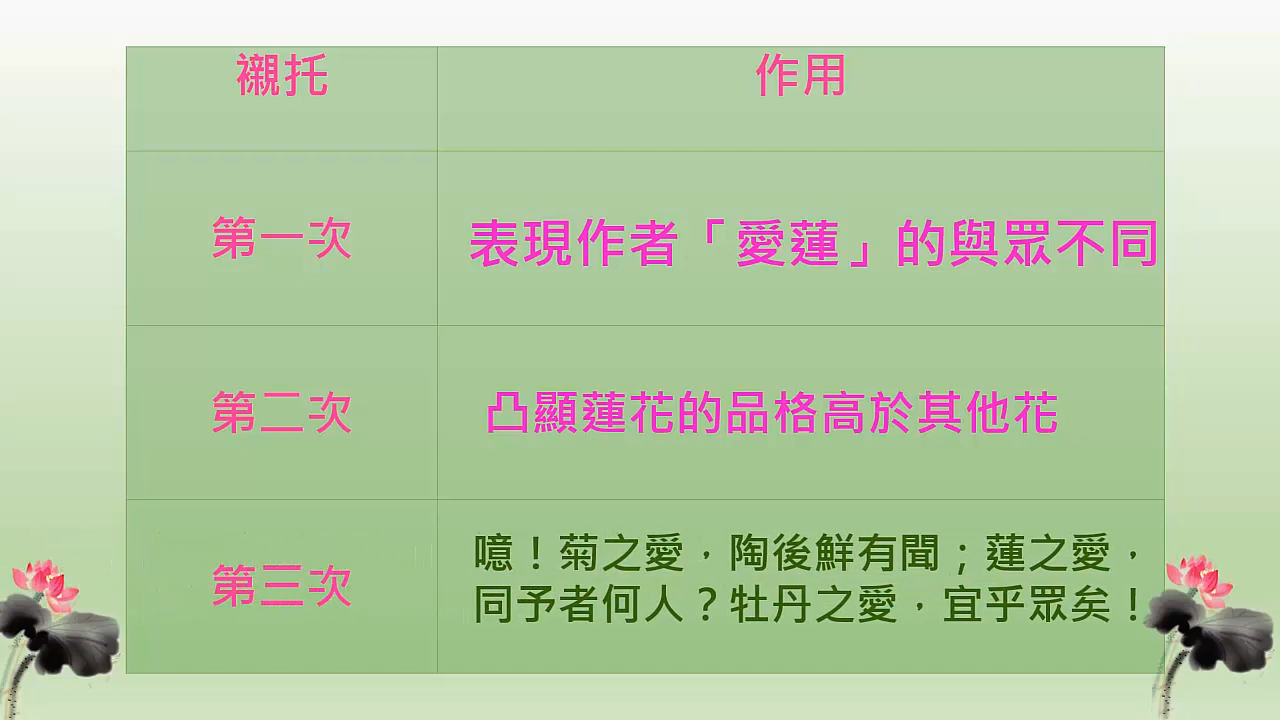 襯托
作用
第一次
表現作者「愛蓮」的與眾不同
第二次
凸顯蓮花的品格高於其他花
第三次
噫！菊之愛，陶後鮮有聞；蓮之愛，
同予者何人？牡丹之愛，宜乎眾矣！